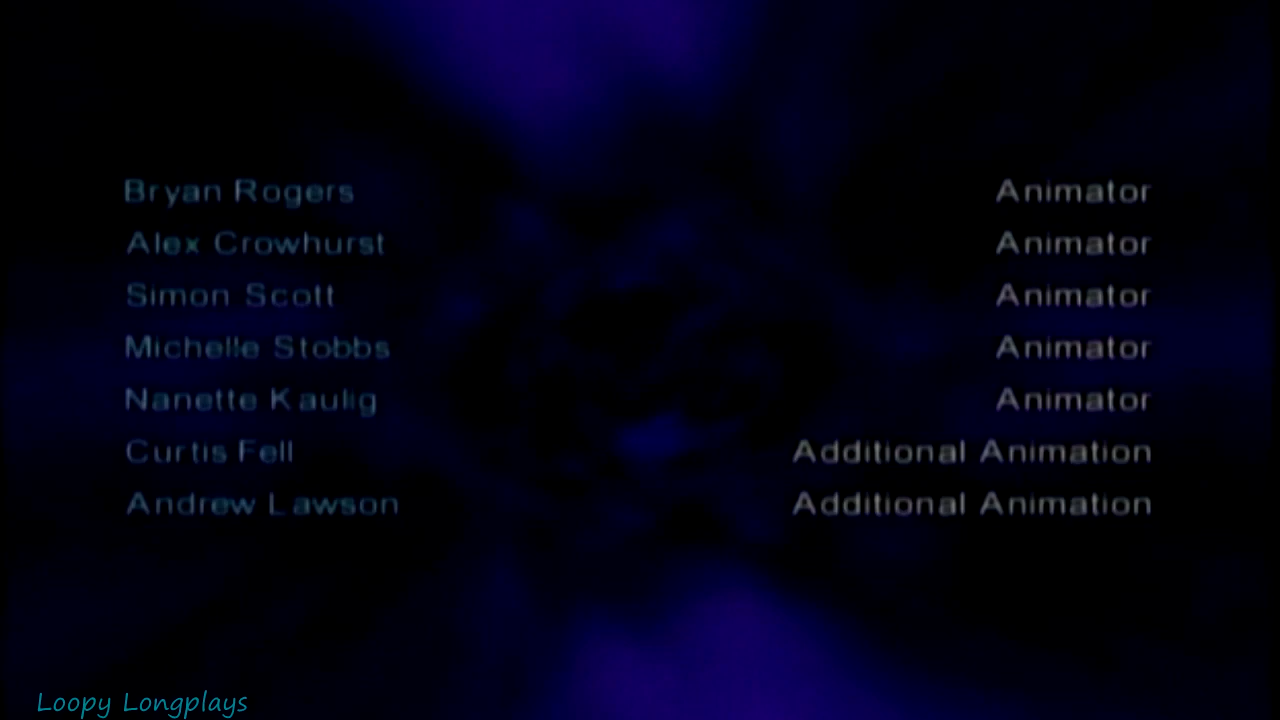 Bryan Rogers Animator
Alex Crowhurst Animator
Simon Scott Animator
Michelle Stobbs Animator
Nanette Kaulig Animator
Curtis Fell Additional Animation
Andrew Lawson Additional Animation
Loopy Longplays